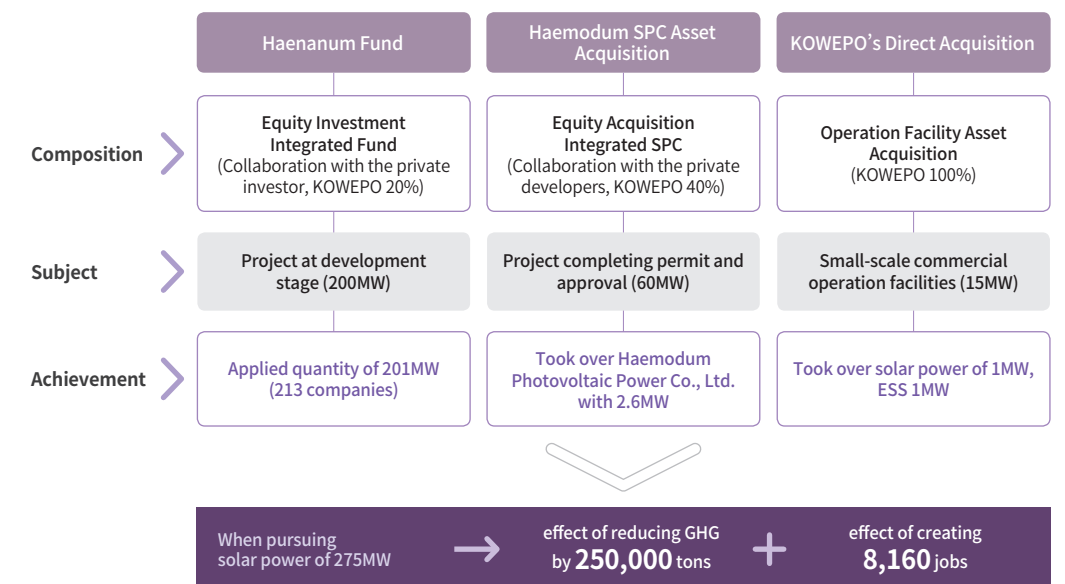 Haenanum Fund
Haemodum SPC Asset
Acquisition
KOWEPO's Direct Acquisition
Composition
Equity Investment
Integrated Fund
(Collaboration with the private
investor, KOWEPO 20%)
Equity Acquisition
Integrated SPC
(Collaboration with the private
developers, KOWEPO 40%)
Operation Facility Asset
Acquisition
(KOWEPO 100%)
Subject
Project at development
stage (200MW)
Project completing permit and
approval (60MW)
Small-scale commercial
operation facilities (15MW)
Achievement
Applied quantity of 201MW
(213 companies)
Took over Haemodum
Photovoltaic Power Co., Ltd.
with 2.6MW
Took over solar power of 1MW,
ESS 1MW
When pursuing
solar power of 275MW
effect of reducing GHG
by 250,000 tons
effect of creating
8,160 jobs